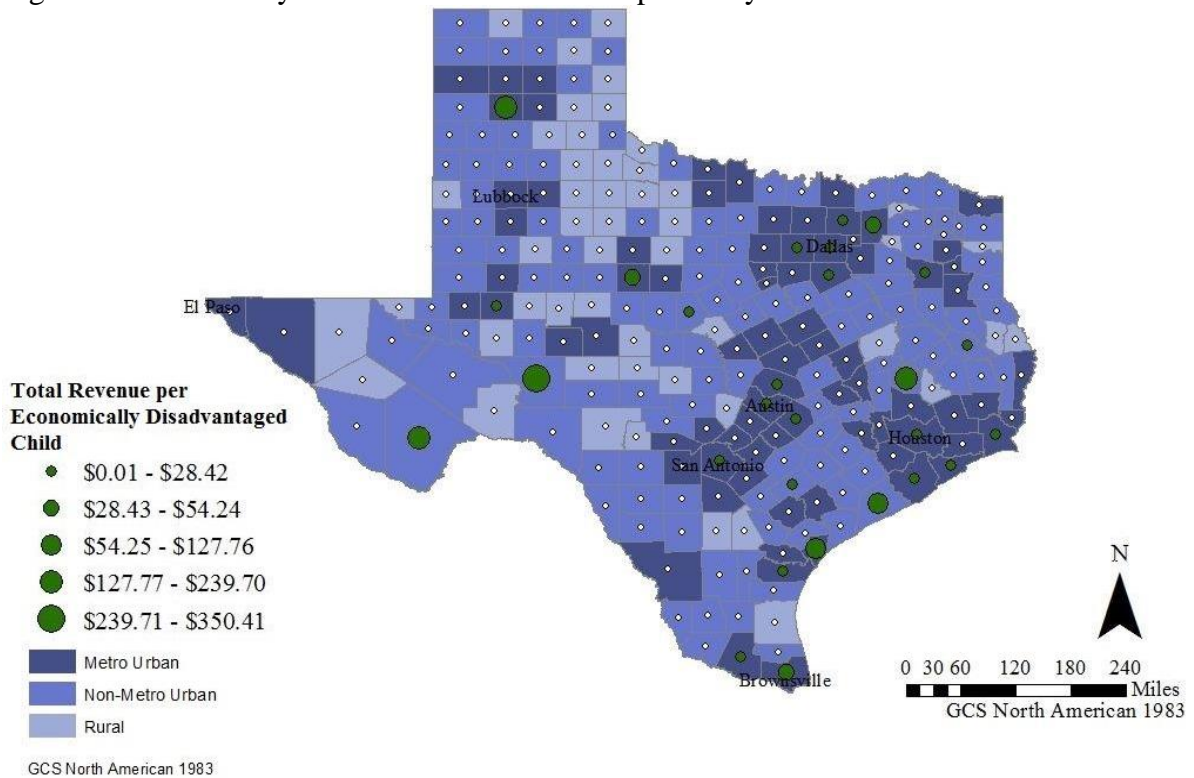 Lubbock
Dallas
El Paso
Austin
Houston
San Antonio
Brownsville
Total Revenue per
Economically Disadvantaged
Child
$0.01 - $28.42
$28.43 - $54.24
$54.25 - $127.76
$127.77 - $239.70
$239.71 - $350.41
Metro Urban
Non-Metro Urban
Rural
GCS North American 1983
N
0 30 60 120 180 240
Miles
GCS North American 1983